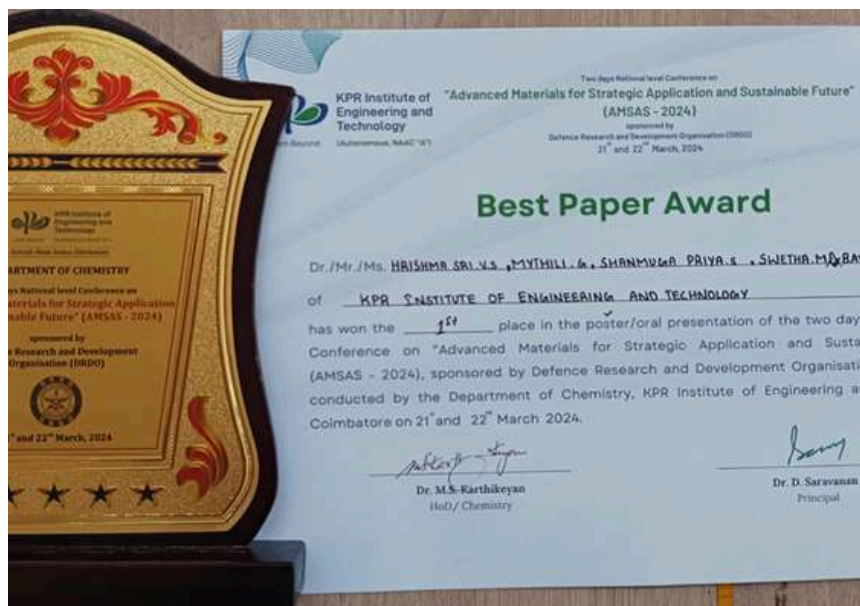 KPR Institute of
Engineering and
Technology
DEPARTMENT OF CHEMISTRY
National level Conference on
Materials for Strategic Application
Future" (AMSAS - 2024)
sponsored by
Research and Development
Organisation (DRDO)
and 22nd March, 2024
KPR Institute of
Engineering and
Technology
Beyond (Autonomous, NAAC "A")
Two days National level Conference on
"Advanced Materials for Strategic Application and Sustainable Future"
(AMSAS - 2024)
sponsored by
Defence Research and Development Organisation (DRDO)
21st and 22nd March, 2024
Best Paper Award
Dr./Mr./Ms. HRISHMA SRI.V.S, MYTHILI.G, SHANMUGA PRIYA.S, SWETHA.M
of KPR INSTITUTE OF ENGINEERING AND TECHNOLOGY
has won the 1st place in the poster/oral presentation of the two day
Conference on "Advanced Materials for Strategic Application and
(AMSAS - 2024), sponsored by Defence Research and Development
conducted by the Department of Chemistry, KPR Institute of Engineering
Coimbatore on 21st and 22nd March 2024.
Dr. M.S. Karthikeyan
HoD/ Chemistry
Dr. D. Saravanan
Principal